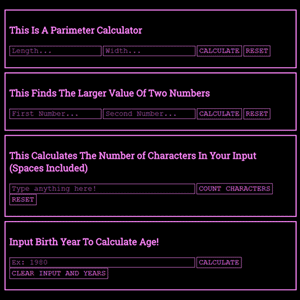 This Is A Parimeter Calculator
Length... Width... CALCULATE RESET
This Finds The Larger Value Of Two Numbers
First Number... Second Number... CALCULATE RESET
This Calculates The Number of Characters In Your Input
(Spaces Included)
Type anything here! COUNT CHARACTERS
RESET
Input Birth Year To Calculate Age!
Ex: 1980 CALCULATE
CLEAR INPUT AND YEARS